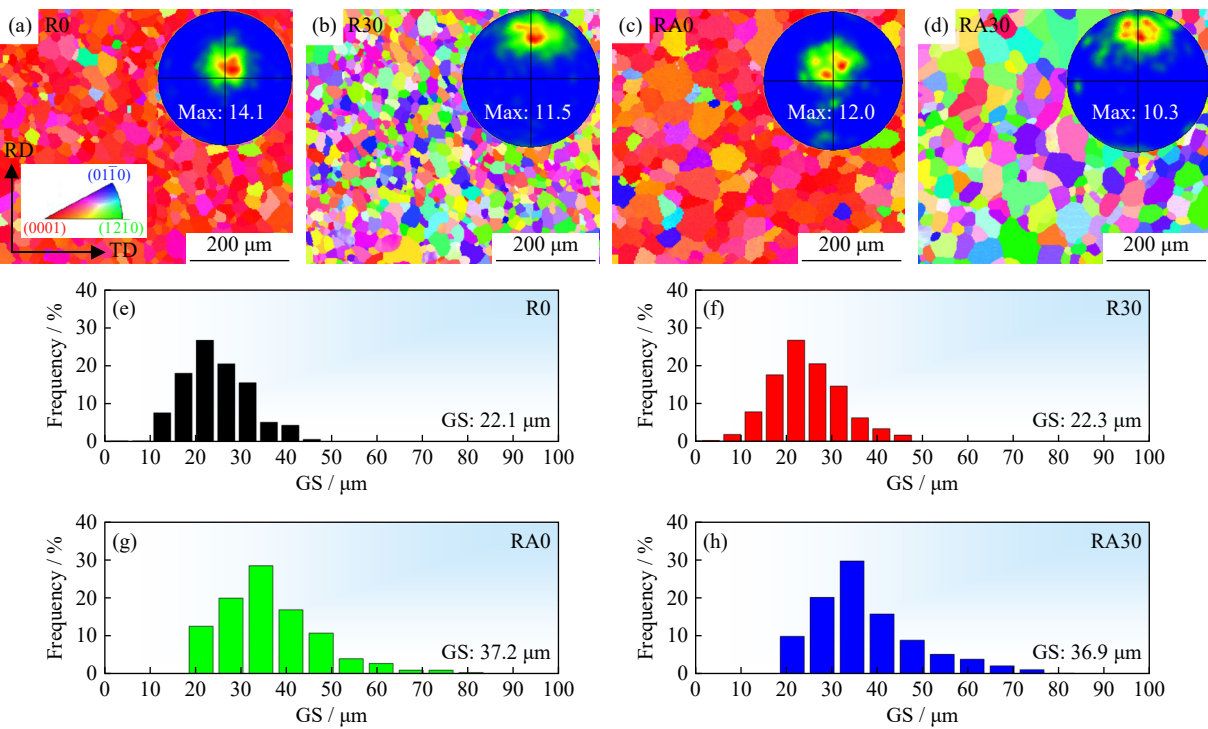 (a) R0
Max: 14.1
RD
TD
(01̄10)
(0001)
(1210)
200 μm
(b) R30
Max: 11.5
200 μm
(c) RA0
Max: 12.0
200 μm
(d) RA30
Max: 10.3
200 μm
(e) R0
Frequency / %
40
30
20
10
0
GS: 22.1 μm
0 10 20 30 40 50 60 70 80 90 100
GS / μm
(f) R30
Frequency / %
40
30
20
10
0
GS: 22.3 μm
0 10 20 30 40 50 60 70 80 90 100
GS / μm
(g) RA0
Frequency / %
40
30
20
10
0
GS: 37.2 μm
0 10 20 30 40 50 60 70 80 90 100
GS / μm
(h) RA30
Frequency / %
40
30
20
10
0
GS: 36.9 μm
0 10 20 30 40 50 60 70 80 90 100
GS / μm